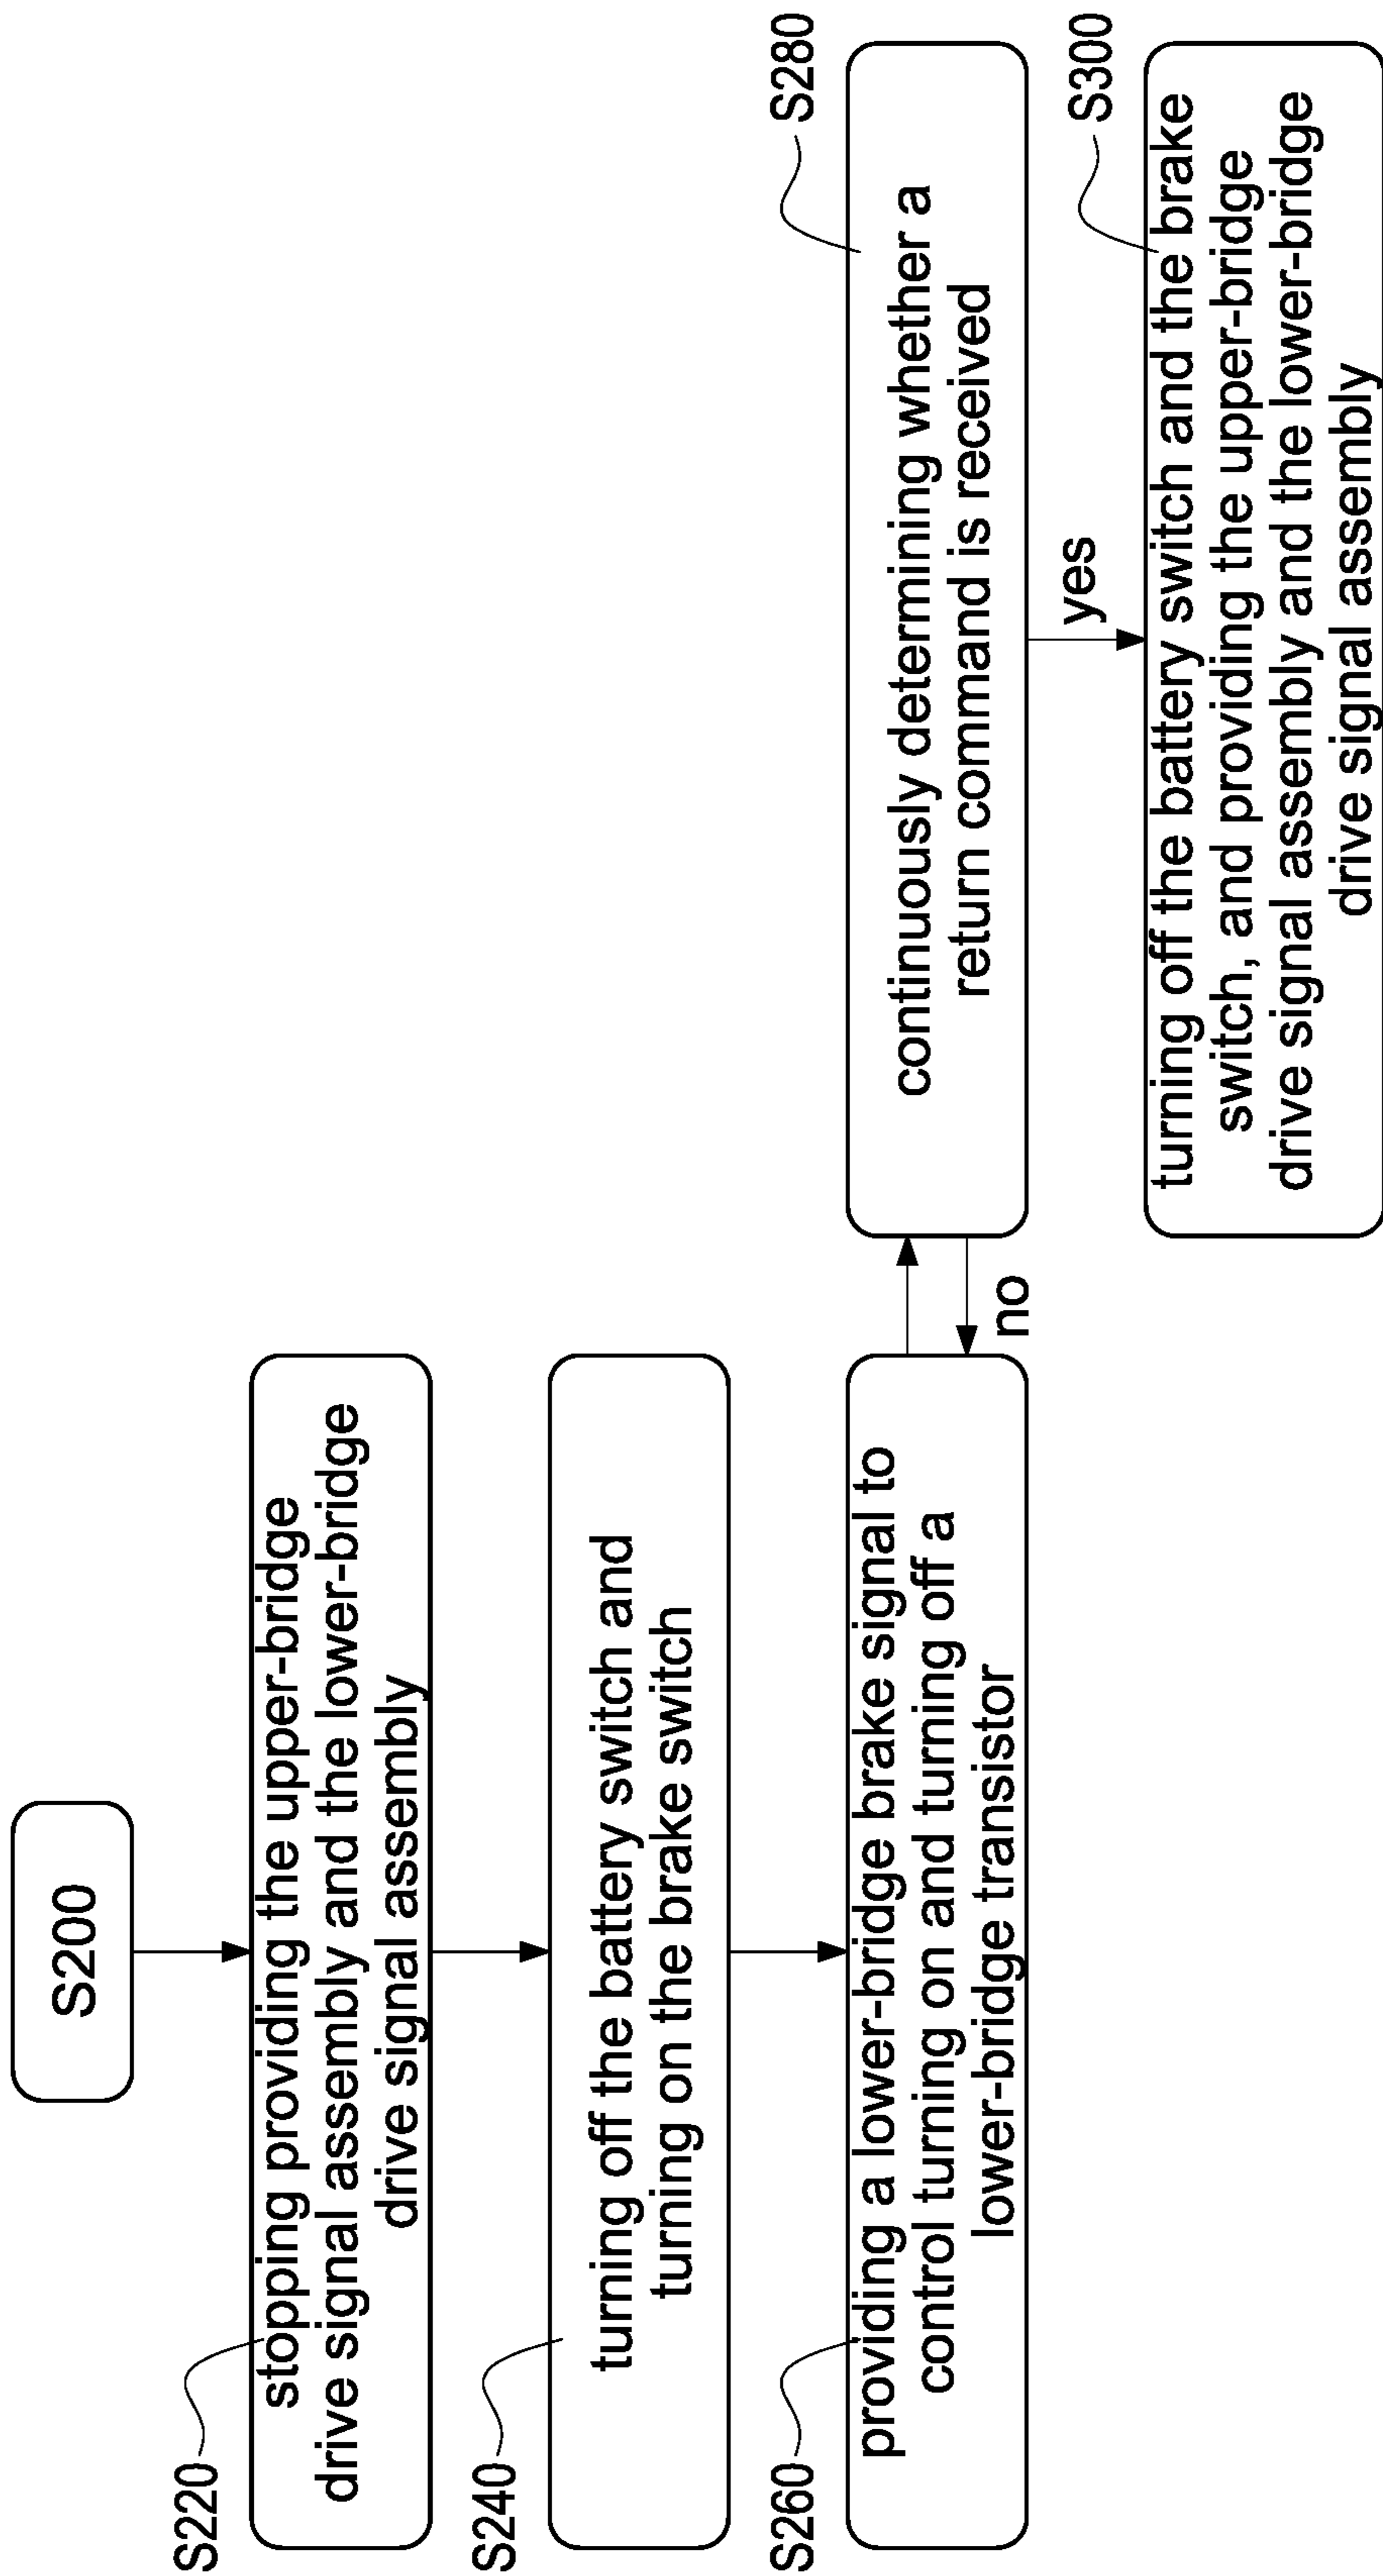 S200
S220
stopping providing the upper-bridge
drive signal assembly and the lower-bridge
drive signal assembly
S240
turning off the battery switch and
turning on the brake switch
S260
providing a lower-bridge brake signal to
control turning on and turning off a
lower-bridge transistor
no
S280
continuously determining whether a
return command is received
yes
S300
turning off the battery switch and the brake
switch, and providing the upper-bridge
drive signal assembly and the lower-bridge
drive signal assembly